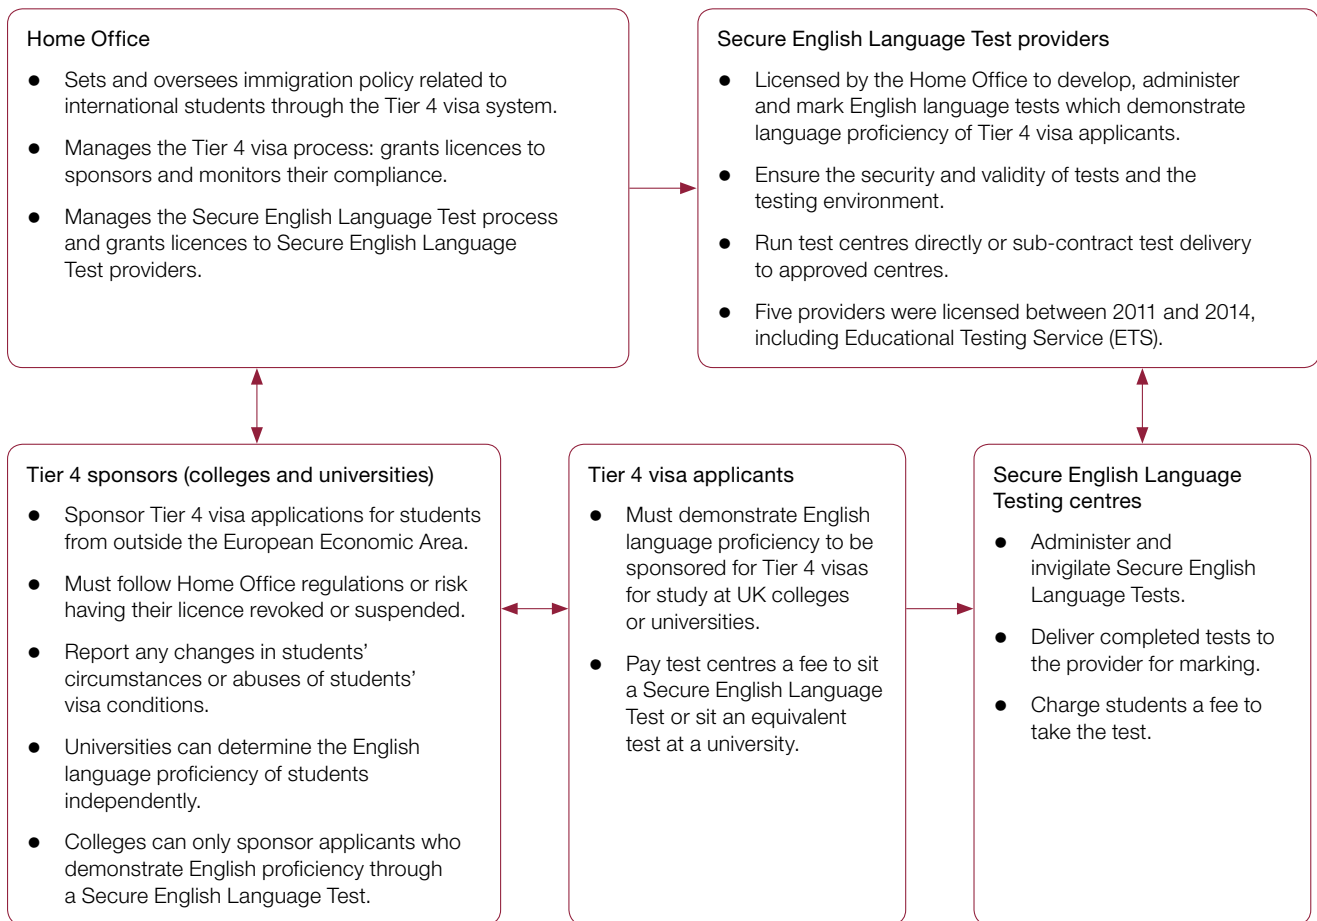 Home Office
● Sets and oversees immigration policy related to
international students through the Tier 4 visa system.
● Manages the Tier 4 visa process: grants licences to
sponsors and monitors their compliance.
● Manages the Secure English Language Test process
and grants licences to Secure English Language
Test providers.
Secure English Language Test providers
● Licensed by the Home Office to develop, administer
and mark English language tests which demonstrate
language proficiency of Tier 4 visa applicants.
● Ensure the security and validity of tests and the
testing environment.
● Run test centres directly or sub-contract test delivery
to approved centres.
● Five providers were licensed between 2011 and 2014,
including Educational Testing Service (ETS).
Tier 4 sponsors (colleges and universities)
● Sponsor Tier 4 visa applications for students
from outside the European Economic Area.
● Must follow Home Office regulations or risk
having their licence revoked or suspended.
● Report any changes in students’
circumstances or abuses of students’
visa conditions.
● Universities can determine the English
language proficiency of students
independently.
● Colleges can only sponsor applicants who
demonstrate English proficiency through
a Secure English Language Test.
Tier 4 visa applicants
● Must demonstrate English
language proficiency to be
sponsored for Tier 4 visas
for study at UK colleges
or universities.
● Pay test centres a fee to sit
a Secure English Language
Test or sit an equivalent
test at a university.
Secure English Language
Testing centres
● Administer and
invigilate Secure English
Language Tests.
● Deliver completed tests to
the provider for marking.
● Charge students a fee to
take the test.